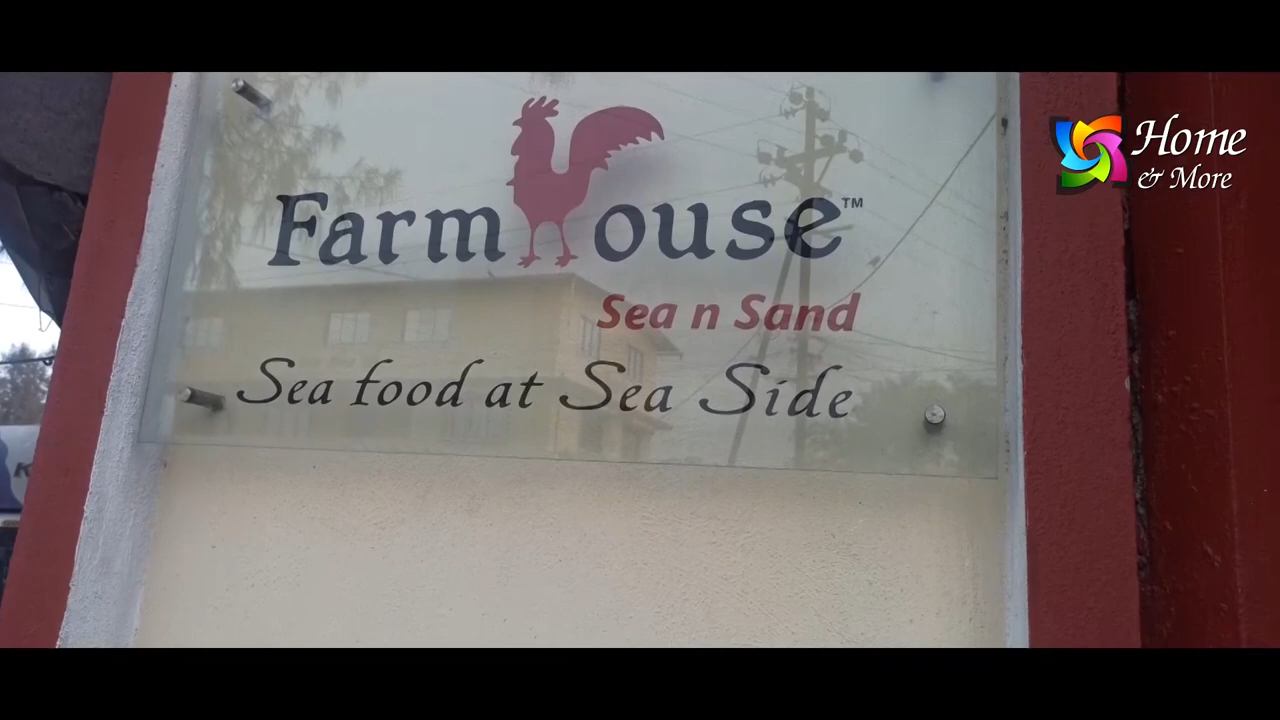 Farmhouse™
Sea n Sand
Sea food at Sea Side
Home
& More
K